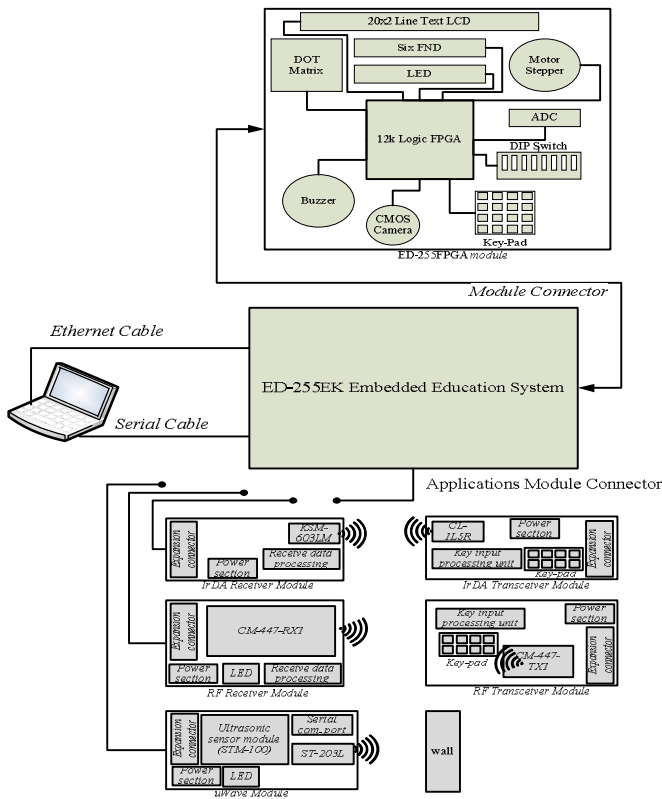 20x2 Line Text LCD
DOT
Matrix
Six FND
LED
Motor
Stepper
12k Logic FPGA
ADC
DIP Switch
Buzzer
CMOS
Camera
Key-Pad
ED-255FPGA module
Module Connector
Ethernet Cable
ED-255EK Embedded Education System
Serial Cable
Applications Module Connector
Expansion
connector
KSM-
603LM
Power
section
Receive data
processing
IrDA Receiver Module
CL-
1L5R
Power
section
Key input
processing unit
Key-pad
Expansion
connector
IrDA Transceiver Module
Expansion
connector
CM-447-RX1
Power
section
LED
Receive data
processing
RF Receiver Module
Key input
processing unit
Power
section
Key-pad
CM-447-
TX1
Expansion
connector
RF Transceiver Module
Expansion
connector
Ultrasonic
sensor module
(STM-100)
Serial
com-port
ST-203L
Power
section
LED
uWave Module
wall